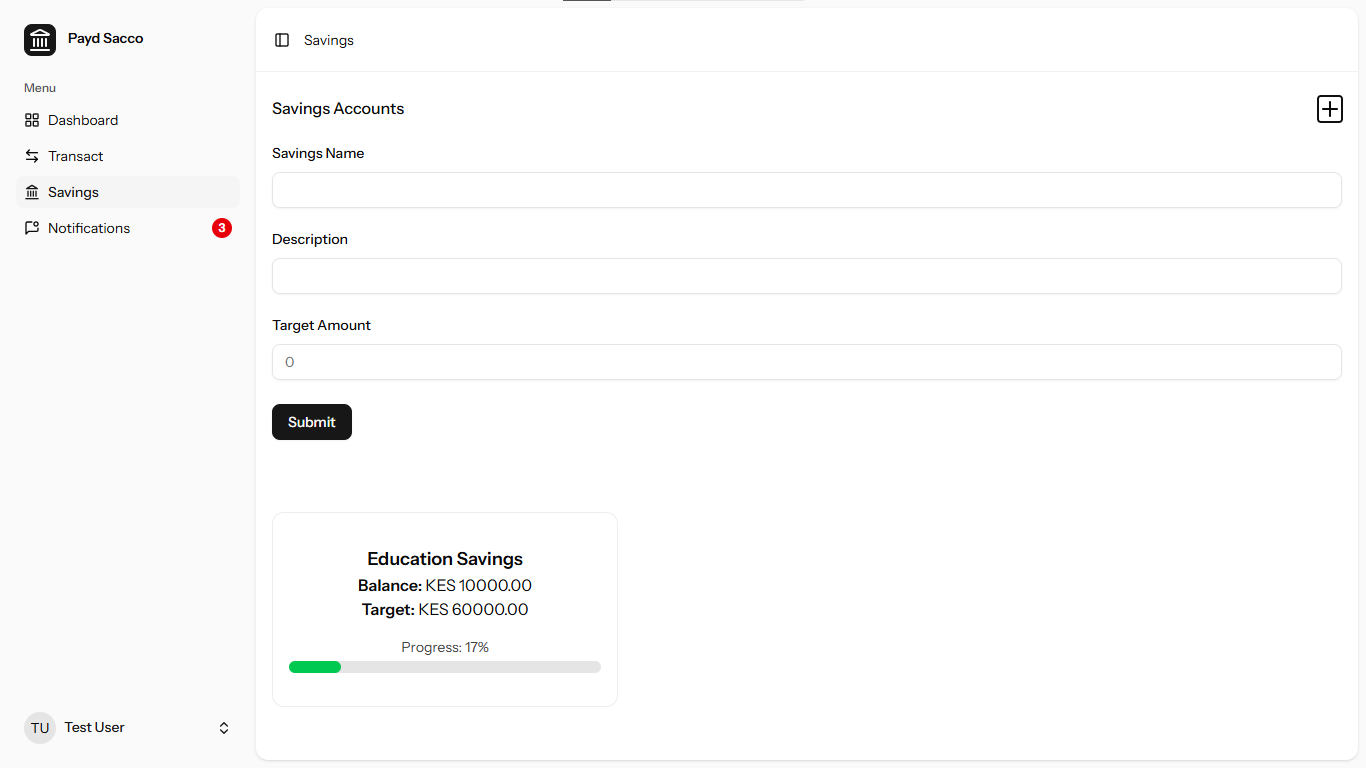 Payd Sacco
Menu
Dashboard
Transact
Savings
Notifications
3
Test User
TU
Savings
Savings Accounts
Savings Name
Description
Target Amount
0
Submit
Education Savings
Balance: KES 10000.00
Target: KES 60000.00
Progress: 17%